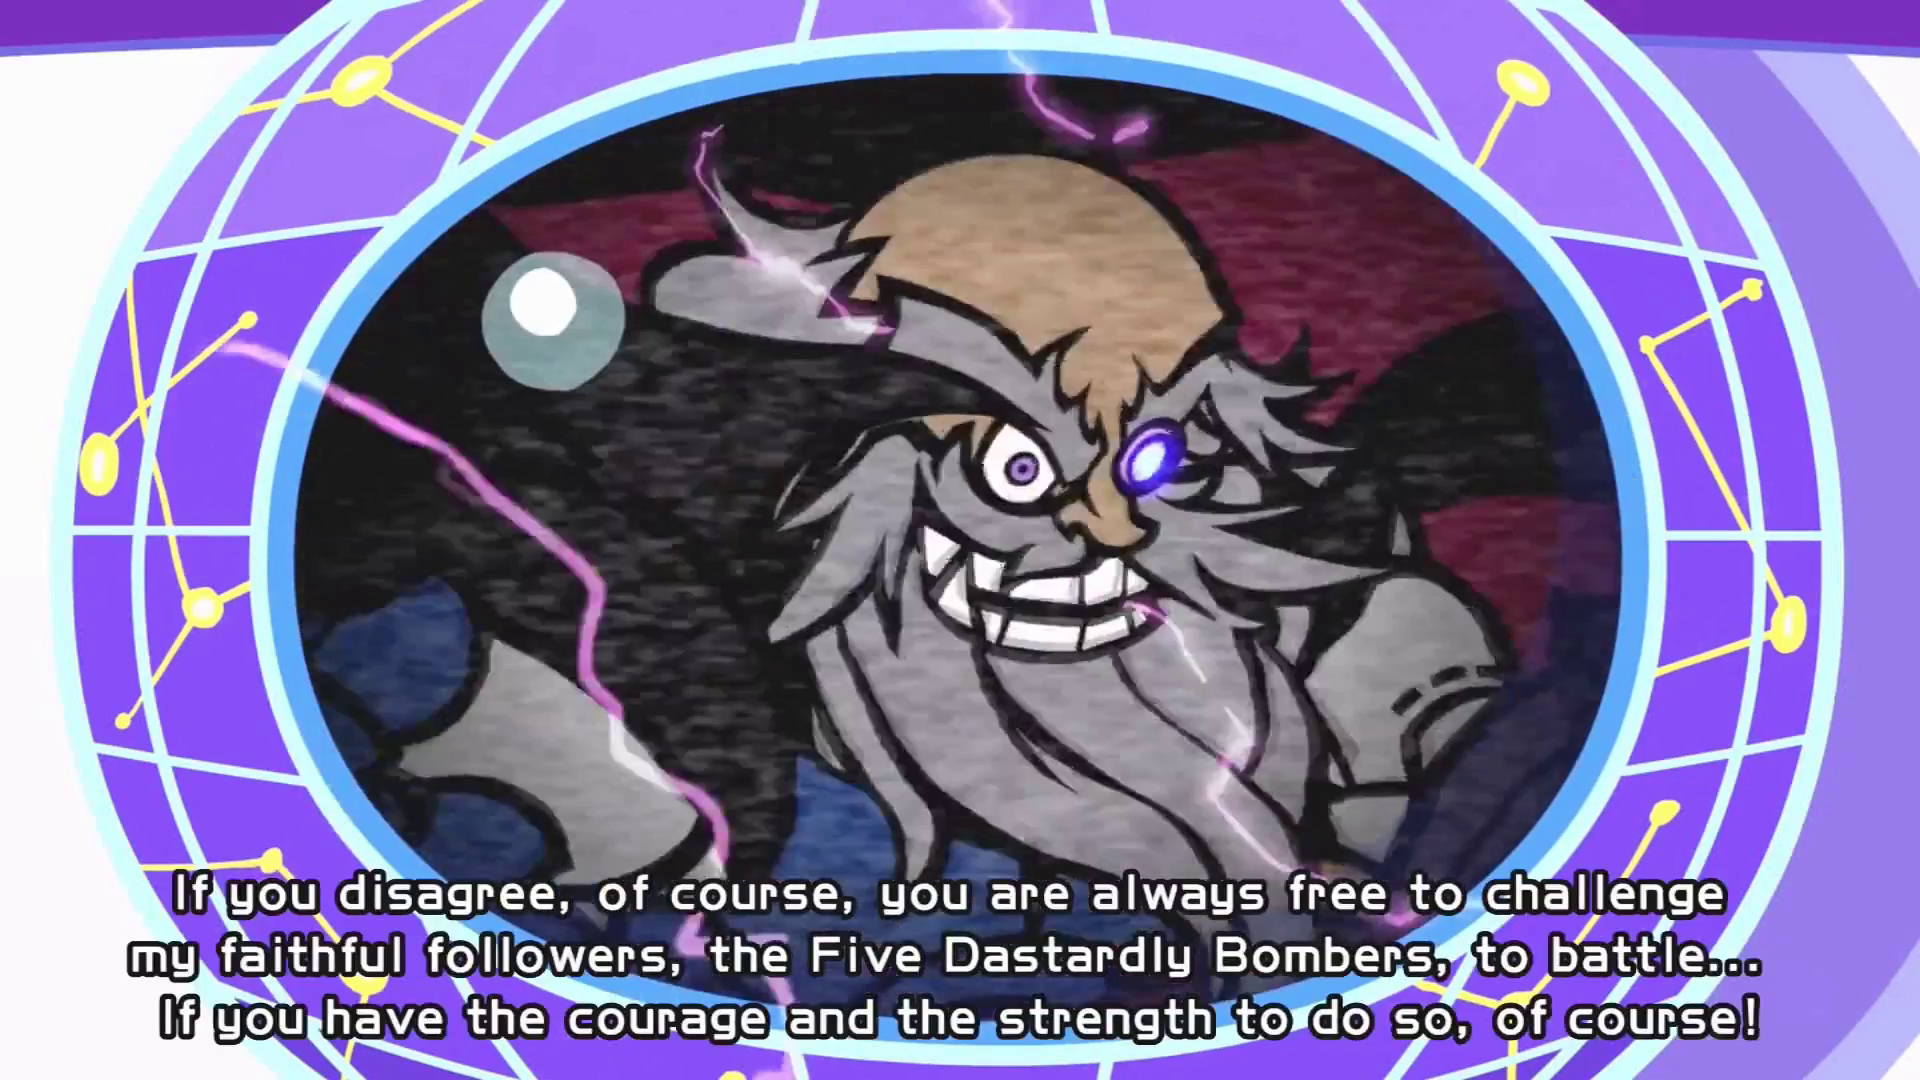 If you disagree, of course, you are always free to challenge
my faithful followers, the Five Dastardly Bombers, to battle...
If you have the courage and the strength to do so, of course!